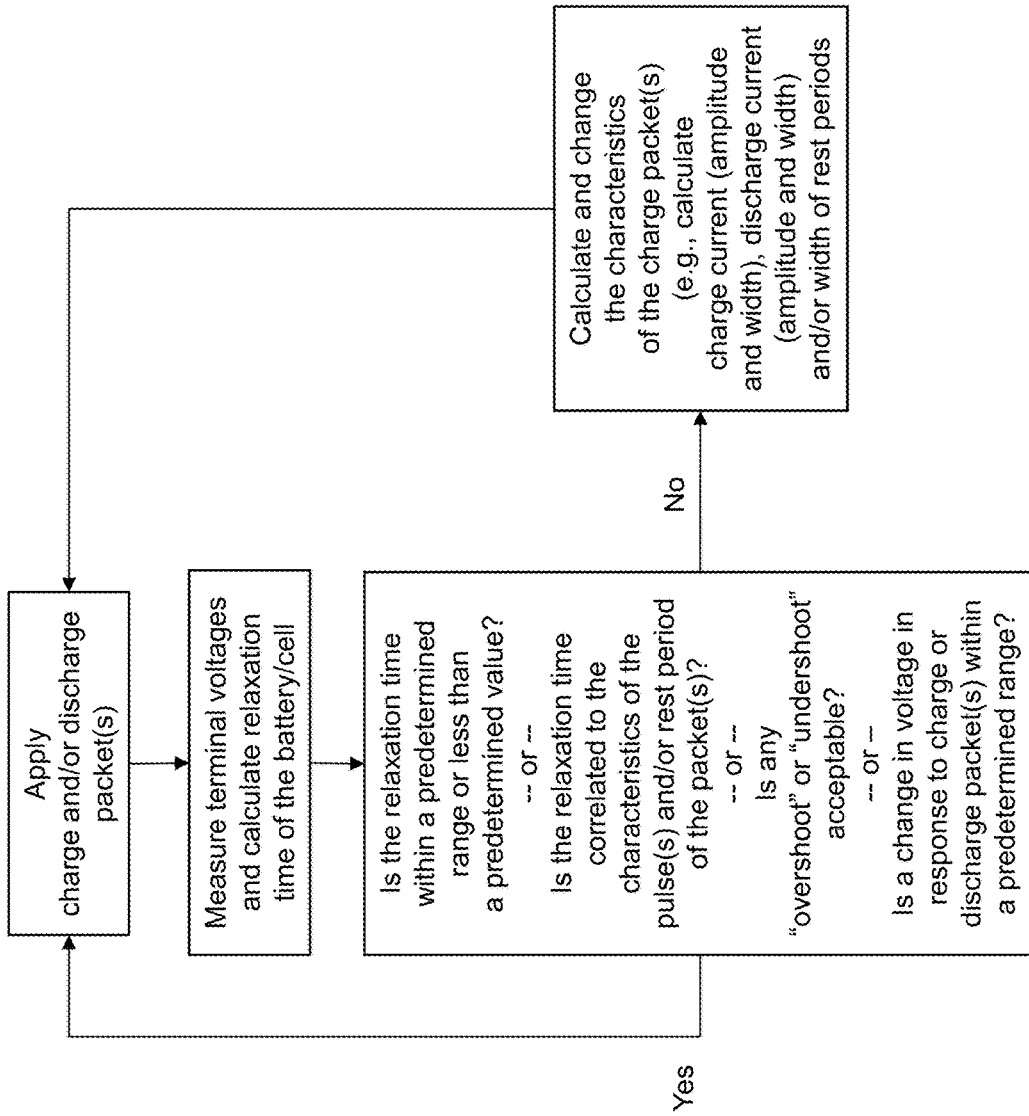 Apply
charge and/or discharge
packet(s)
Measure terminal voltages
and calculate relaxation
time of the battery/cell
Is the relaxation time
within a predetermined
range or less than
a predetermined value?
-- or --
Is the relaxation time
correlated to the
characteristics of the
pulse(s) and/or rest period
of the packet(s)?
-- or --
Is any
“overshoot” or “undershoot”
acceptable?
-- or –
Is a change in voltage in
response to charge or
discharge packet(s) within
a predetermined range?
Yes
No
Calculate and change
the characteristics
of the charge packet(s)
(e.g., calculate
charge current (amplitude
and width), discharge current
(amplitude and width)
and/or width of rest periods